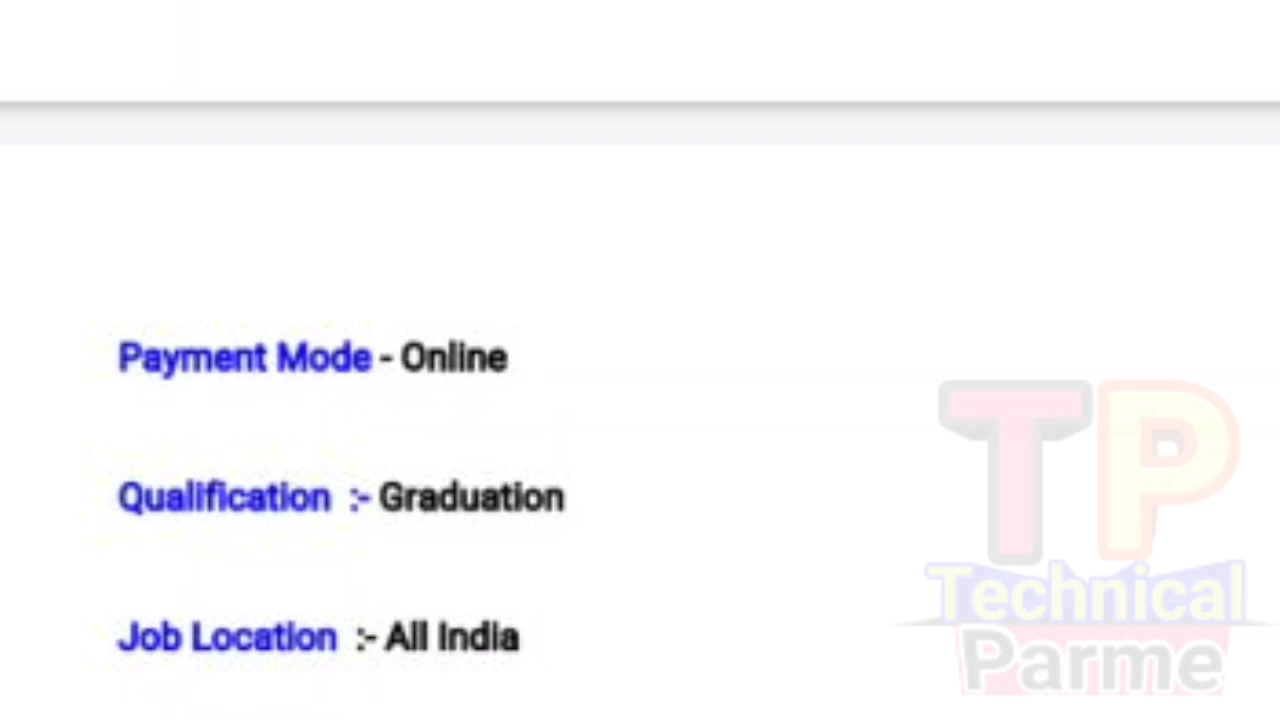 Payment Mode - Online
Qualification :- Graduation
Job Location :- All India
TP
Technical
Parme